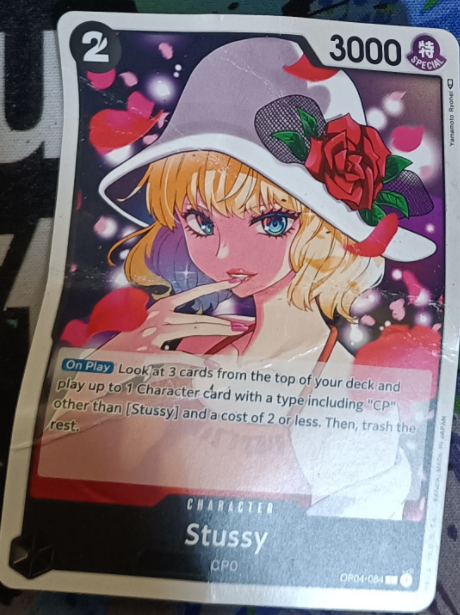 2
3000
特
SPECIAL
Yamamoto Ryohei
On Play Look at 3 cards from the top of your deck and
play up to 1 Character card with a type including "CP"
other than [Stussy] and a cost of 2 or less. Then, trash the
rest.
CHARACTER
Stussy
CP0
OP04-084